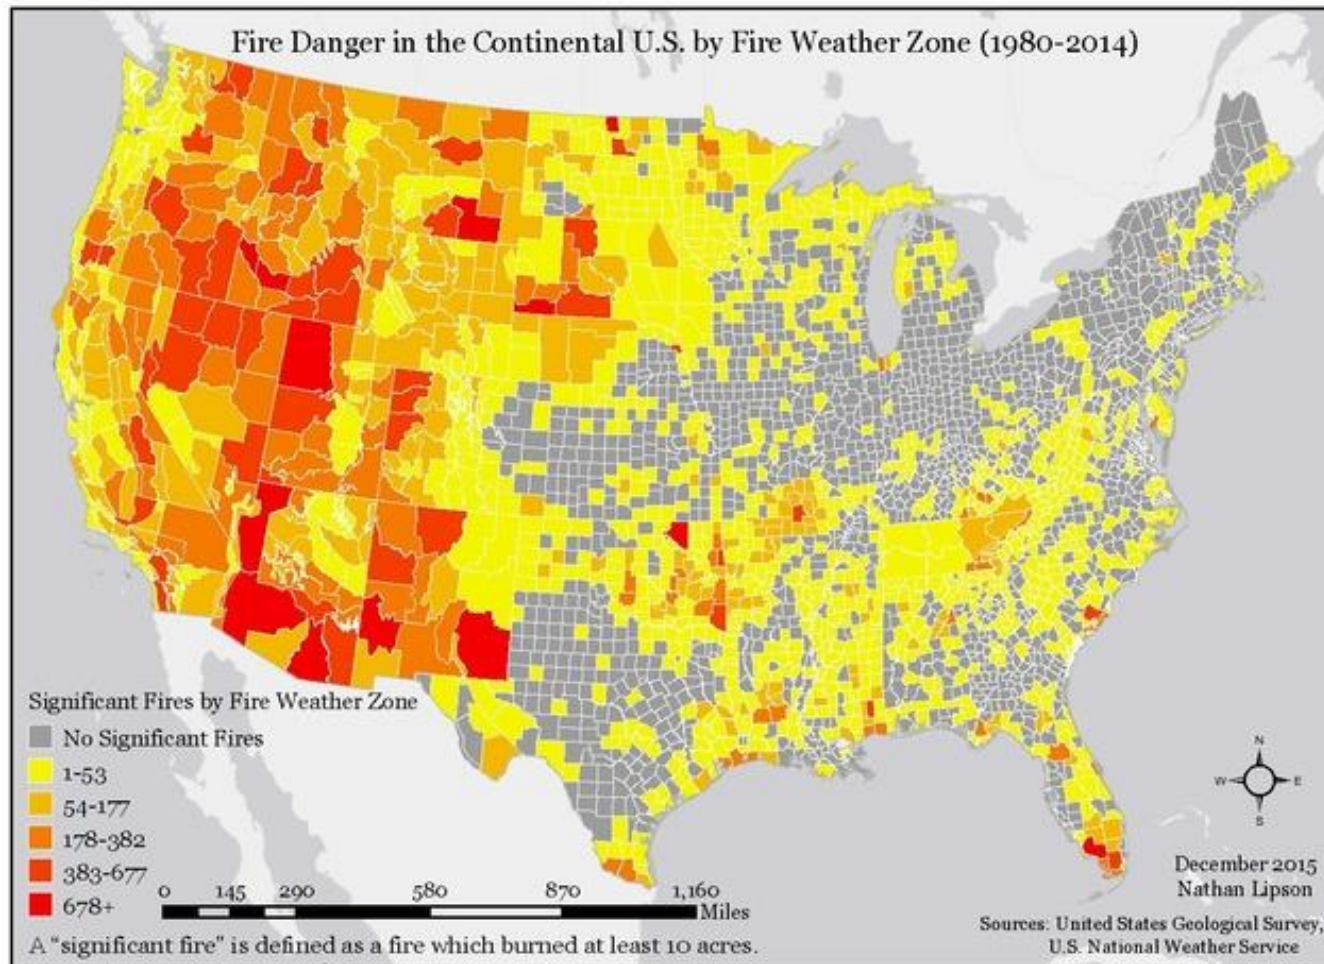 Fire Danger in the Continental U.S. by Fire Weather Zone (1980-2014)
Significant Fires by Fire Weather Zone
No Significant Fires
1-53
54-177
178-382
383-677
678+
0 145 290 580 870 1,160
Miles
A "significant fire" is defined as a fire which burned at least 10 acres.
N
W E
S
December 2015
Nathan Lipson
Sources: United States Geological Survey,
U.S. National Weather Service